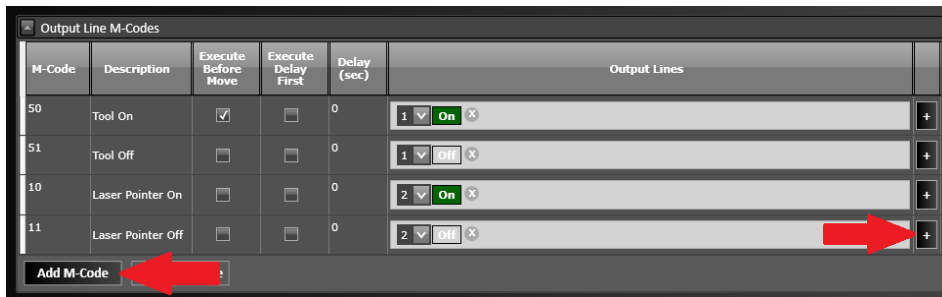 Output Line M-Codes
M-Code Description Execute Before Move Execute Delay First Delay (sec) Output Lines
50 Tool On 0 1 On +
51 Tool Off 0 1 Off +
10 Laser Pointer On 0 2 On +
11 Laser Pointer Off 0 2 Off +
Add M-Code